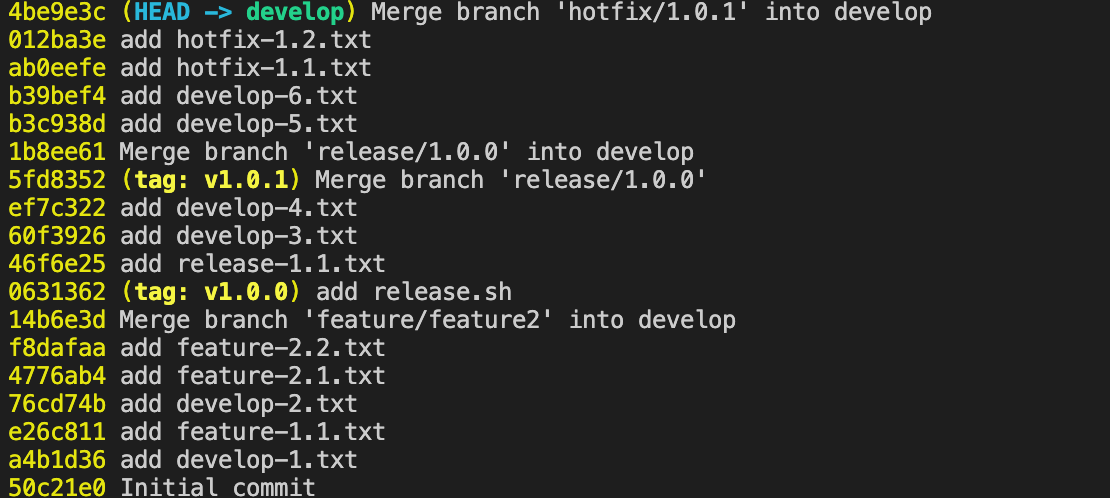 4be9e3c (HEAD -> develop) Merge branch 'hotfix/1.0.1' into develop
012ba3e add hotfix-1.2.txt
ab0eefe add hotfix-1.1.txt
b39bef4 add develop-6.txt
b3c938d add develop-5.txt
1b8ee61 Merge branch 'release/1.0.0' into develop
5fd8352 (tag: v1.0.1) Merge branch 'release/1.0.0'
ef7c322 add develop-4.txt
60f3926 add develop-3.txt
46f6e25 add release-1.1.txt
0631362 (tag: v1.0.0) add release.sh
14b6e3d Merge branch 'feature/feature2' into develop
f8dafaa add feature-2.2.txt
4776ab4 add feature-2.1.txt
76cd74b add develop-2.txt
e26c811 add feature-1.1.txt
a4b1d36 add develop-1.txt
50c21e0 Initial commit